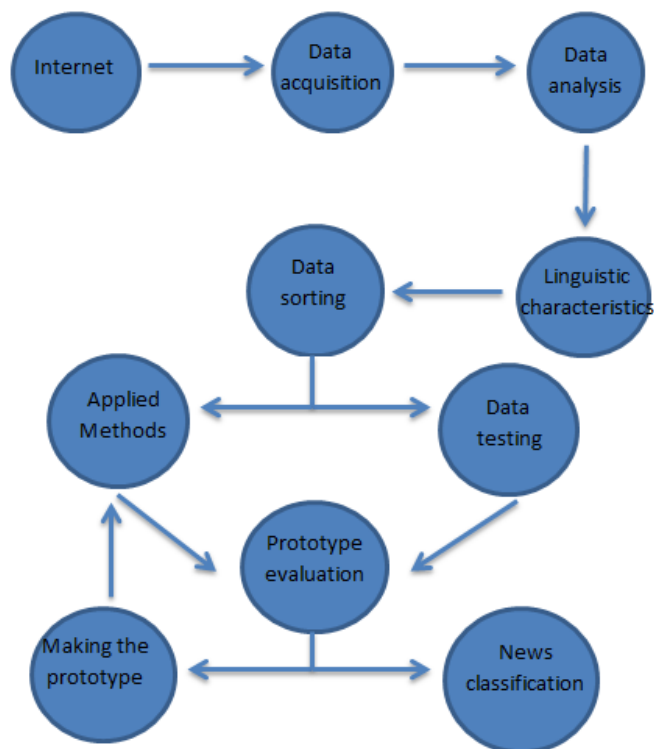 Internet
Data
acquisition
Data
analysis
Data
sorting
Linguistic
characteristics
Applied
Methods
Data
testing
Prototype
evaluation
Making the
prototype
News
classification